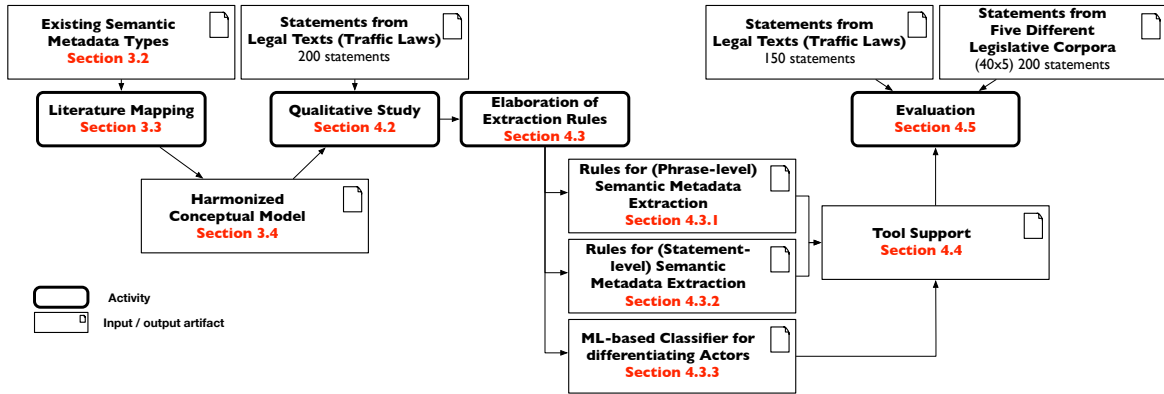 Existing Semantic
Metadata Types
Section 3.2
Statements from
Legal Texts (Traffic Laws)
200 statements
Statements from
Legal Texts (Traffic Laws)
150 statements
Statements from
Five Different
Legislative Corpora
(40x5) 200 statements
Literature Mapping
Section 3.3
Qualitative Study
Section 4.2
Elaboration of
Extraction Rules
Section 4.3
Evaluation
Section 4.5
Harmonized
Conceptual Model
Section 3.4
Rules for (Phrase-level)
Semantic Metadata
Extraction
Section 4.3.1
Rules for (Statement-
level) Semantic
Metadata Extraction
Section 4.3.2
Tool Support
Section 4.4
ML-based Classifier for
differentiating Actors
Section 4.3.3
Activity
Input / output artifact